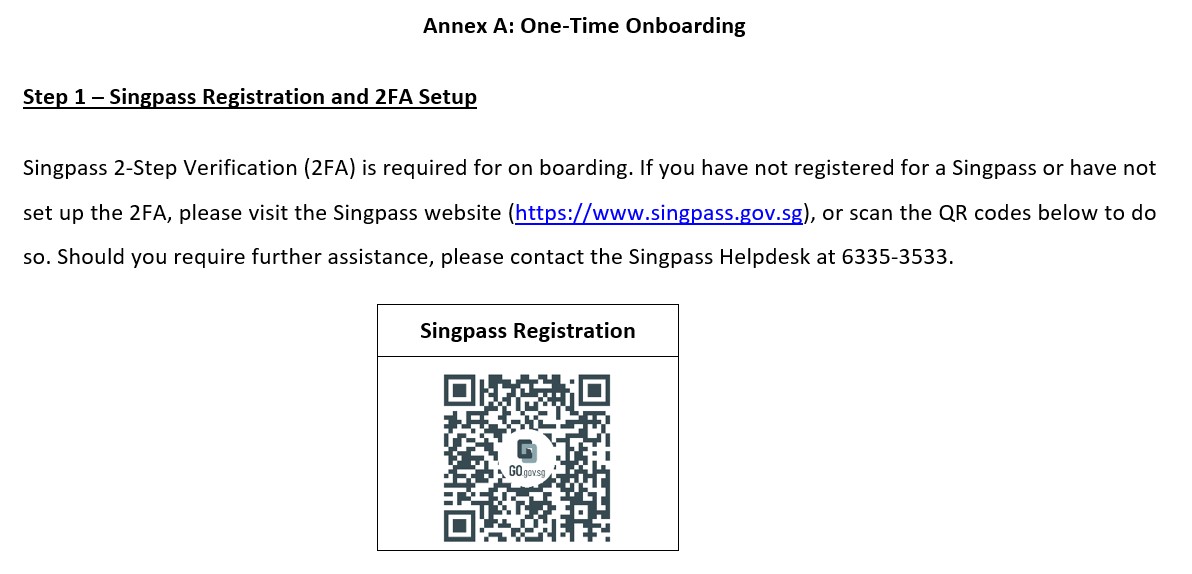 Annex A: One-Time Onboarding
Step 1 – Singpass Registration and 2FA Setup
Singpass 2-Step Verification (2FA) is required for on boarding. If you have not registered for a Singpass or have not
set up the 2FA, please visit the Singpass website (https://www.singpass.gov.sg), or scan the QR codes below to do
so. Should you require further assistance, please contact the Singpass Helpdesk at 6335-3533.
Singpass Registration
GO.gov.sg